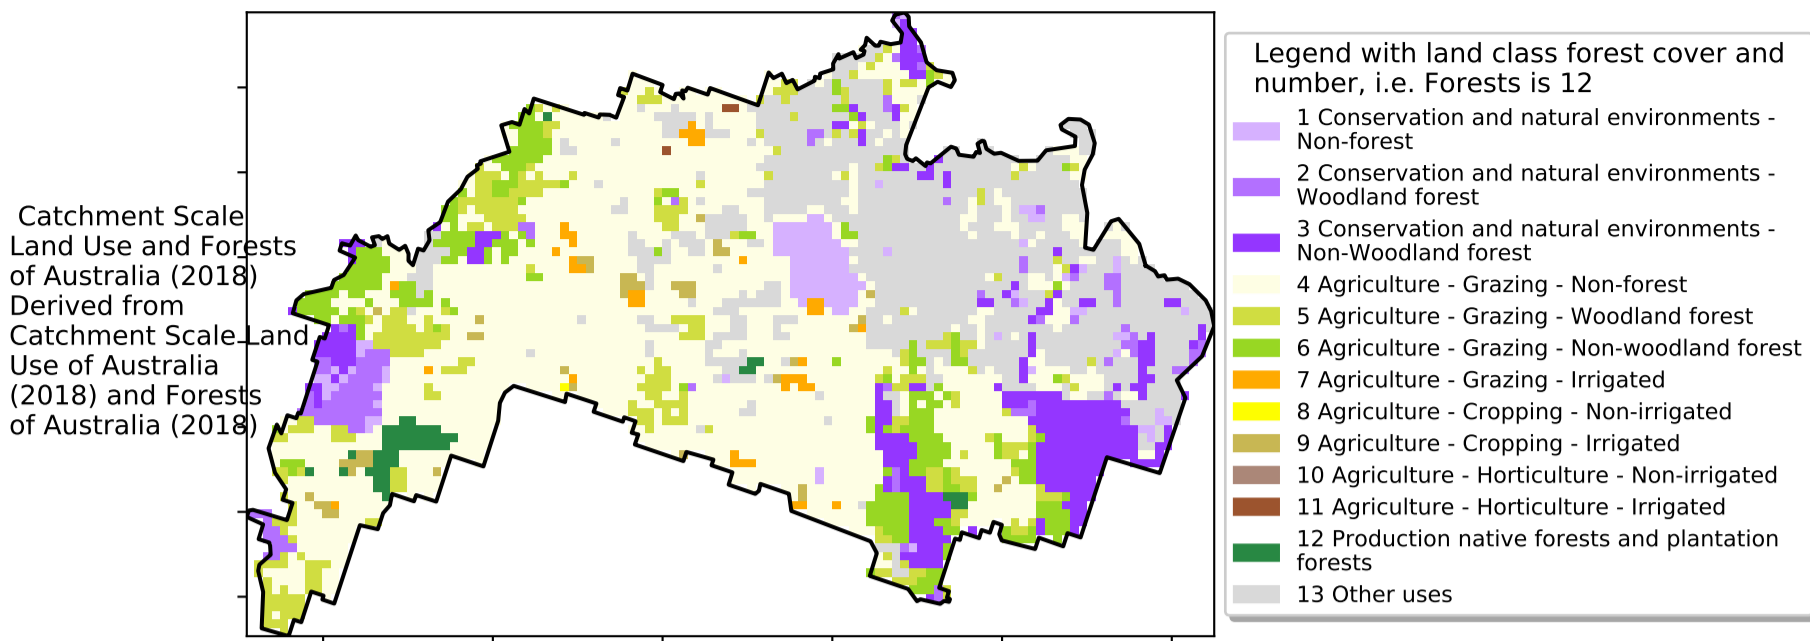 Catchment Scale
Land Use and Forests
of Australia (2018)
Derived from
Catchment Scale Land
Use of Australia
(2018) and Forests
of Australia (2018)
Legend with land class forest cover and
number, i.e. Forests is 12
1 Conservation and natural environments -
Non-forest
2 Conservation and natural environments -
Woodland forest
3 Conservation and natural environments -
Non-Woodland forest
4 Agriculture - Grazing - Non-forest
5 Agriculture - Grazing - Woodland forest
6 Agriculture - Grazing - Non-woodland forest
7 Agriculture - Grazing - Irrigated
8 Agriculture - Cropping - Non-irrigated
9 Agriculture - Cropping - Irrigated
10 Agriculture - Horticulture - Non-irrigated
11 Agriculture - Horticulture - Irrigated
12 Production native forests and plantation
forests
13 Other uses